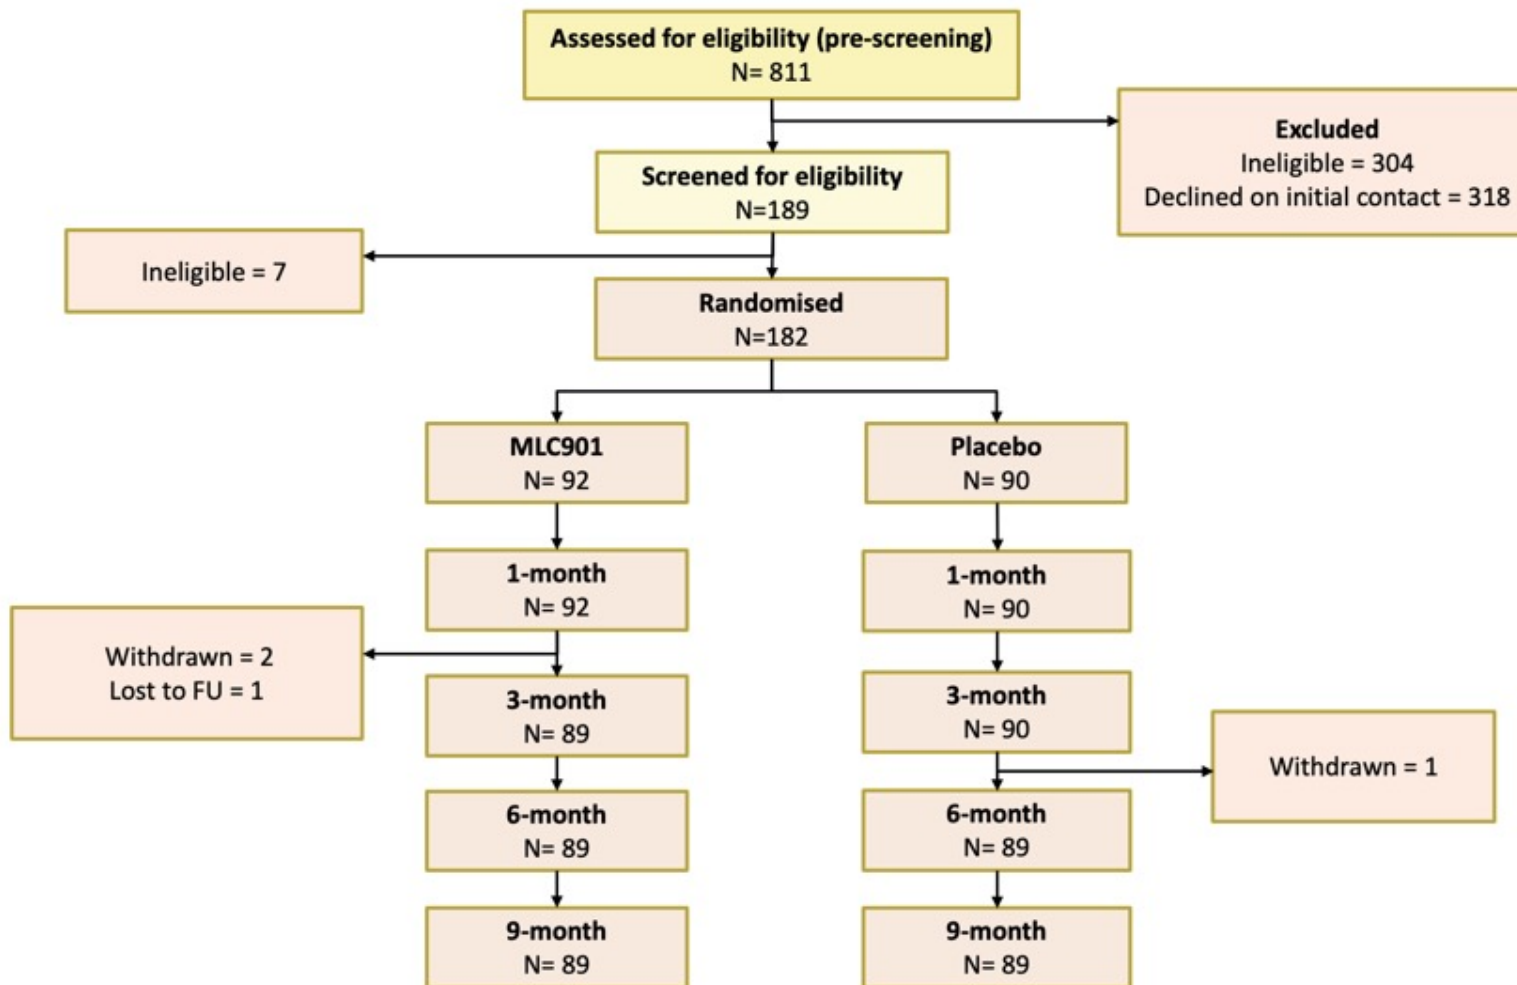 Assessed for eligibility (pre-screening)
N= 811
Excluded
Ineligible = 304
Declined on initial contact = 318
Screened for eligibility
N=189
Ineligible = 7
Randomised
N=182
MLC901
N= 92
Placebo
N= 90
1-month
N= 92
1-month
N= 90
Withdrawn = 2
Lost to FU = 1
3-month
N= 89
3-month
N= 90
Withdrawn = 1
6-month
N= 89
6-month
N= 89
9-month
N= 89
9-month
N= 89